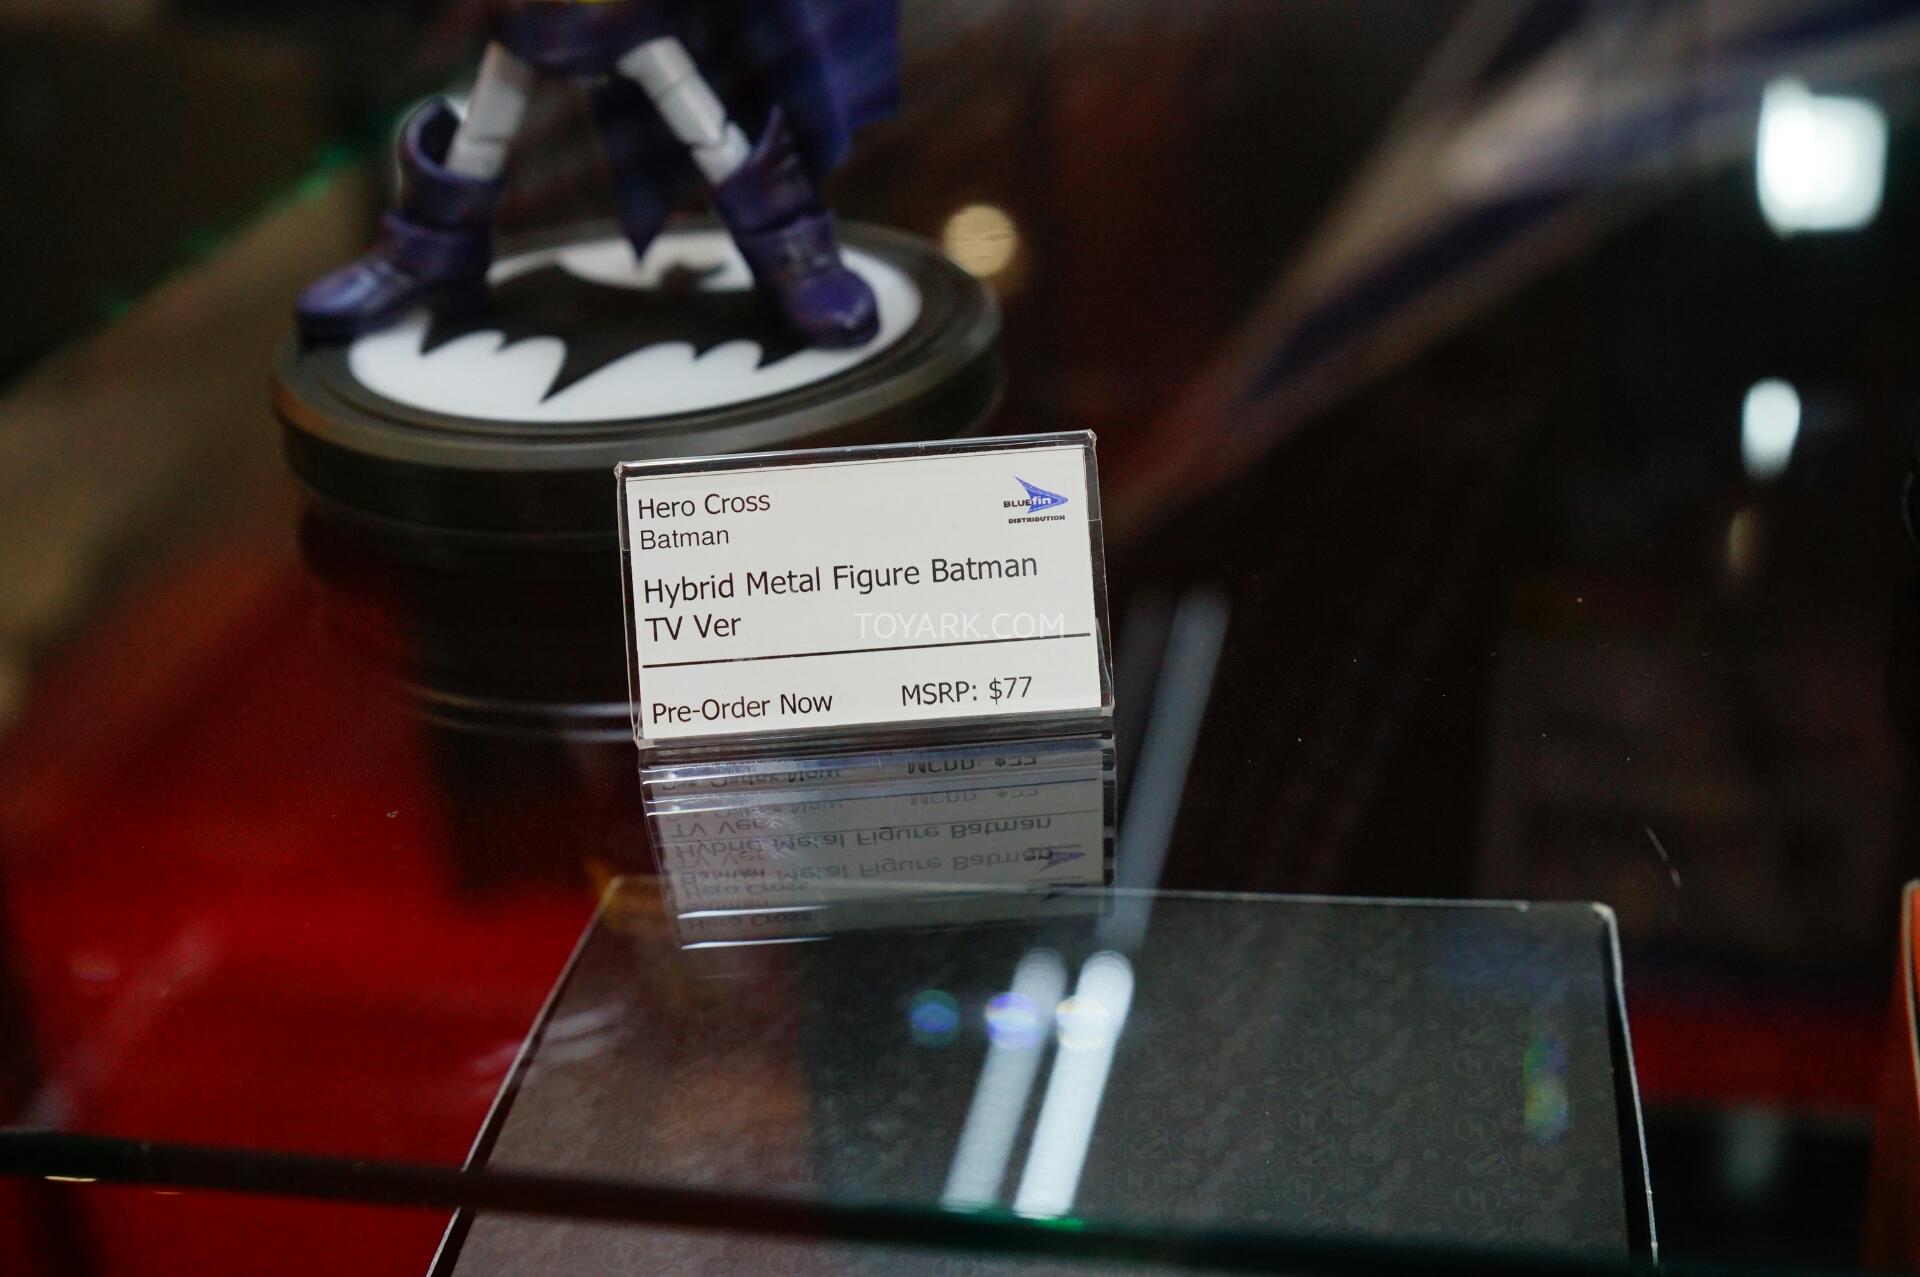 Hero Cross
Batman
BLUEfin
DISTRIBUTION
Hybrid Metal Figure Batman
TV Ver
TOYARK.COM
Pre-Order Now MSRP: $77